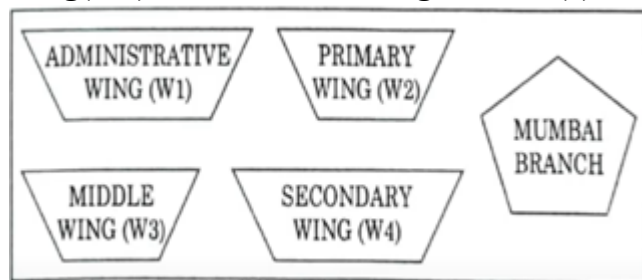 ADMINISTRATIVE
WING (W1)
PRIMARY
WING (W2)
MUMBAI
BRANCH
MIDDLE
WING (W3)
SECONDARY
WING (W4)